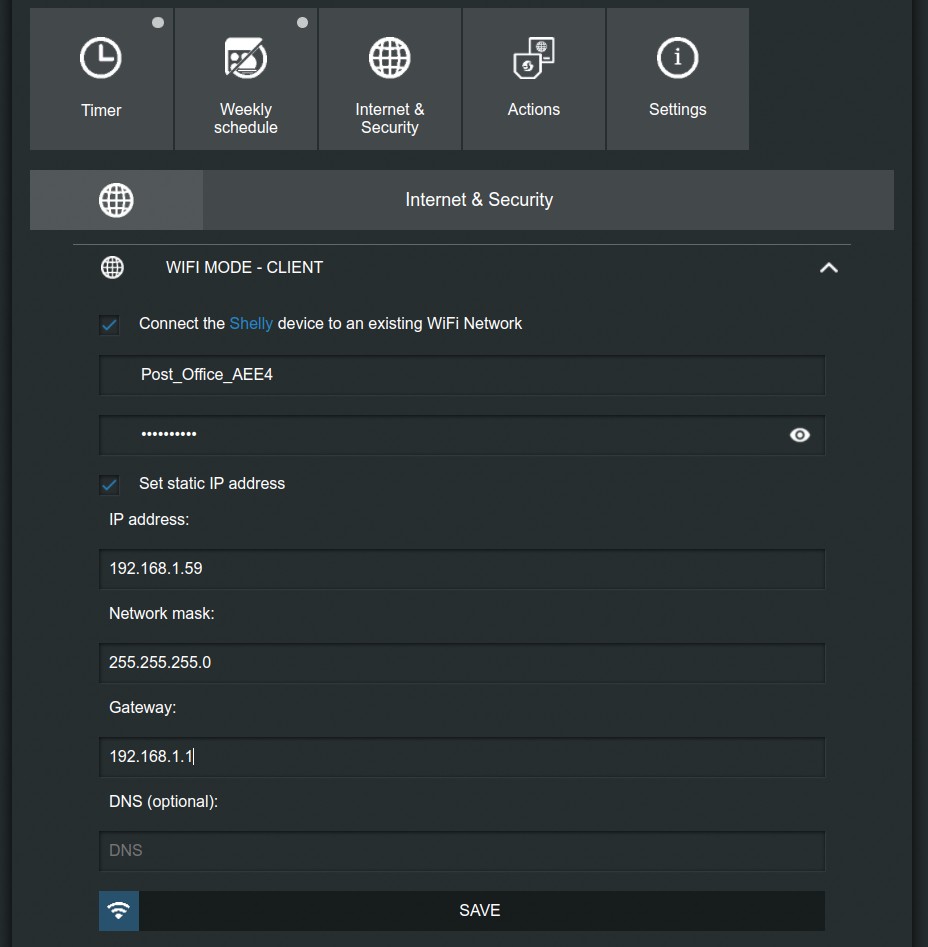 Timer
Weekly
schedule
Internet &
Security
Actions
Settings
Internet & Security
WIFI MODE - CLIENT
Connect the Shelly device to an existing WiFi Network
Post_Office_AEE4
••••••••••
Set static IP address
IP address:
192.168.1.59
Network mask:
255.255.255.0
Gateway:
192.168.1.1
DNS (optional):
DNS
SAVE